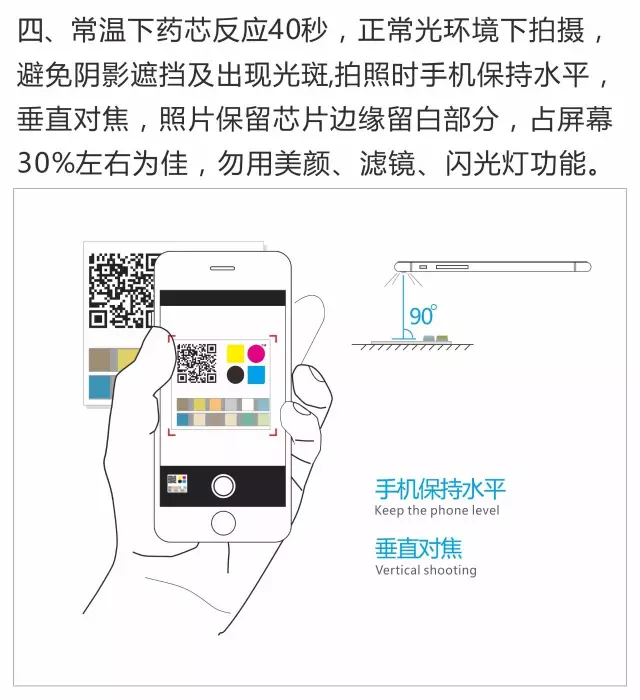 四、常温下药芯反应40秒，正常光环境下拍摄，
避免阴影遮挡及出现光斑,拍照时手机保持水平，
垂直对焦，照片保留芯片边缘留白部分，占屏幕
30%左右为佳，勿用美颜、滤镜、闪光灯功能。
90°
手机保持水平
Keep the phone level
垂直对焦
Vertical shooting